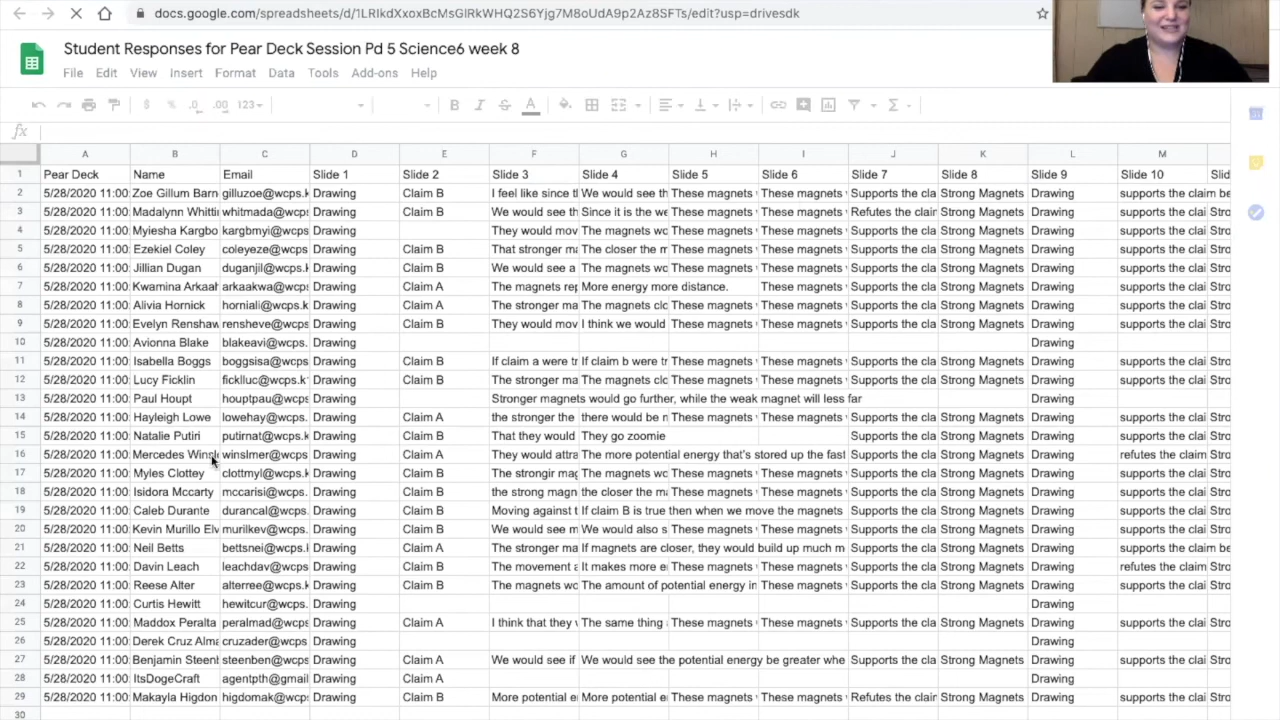 docs.google.com/spreadsheets/d/1LRIkdXxoxBcMsGlRkWHQ2S6Yjg7M8oUdA9p2Az8SFTs/edit?usp=drivesdk
Student Responses for Pear Deck Session Pd 5 Science6 week 8
File Edit View Insert Format Data Tools Add-ons Help
$ % .0 .00 123 B I S A
fx
A B C D E F G H I J K L M
1 Pear Deck Name Email Slide 1 Slide 2 Slide 3 Slide 4 Slide 5 Slide 6 Slide 7 Slide 8 Slide 9 Slide 10 Slid
2 5/28/2020 11:00: Zoe Gillum Barn gilluzoe@wcps. Drawing Claim B I feel like since t We would see th These magnets These magnets Supports the cla Strong Magnets Drawing supports the claim be
3 5/28/2020 11:00: Madalynn Whitti whitmada@wcp Drawing Claim B We would see th Since it is the we These magnets These magnets Refutes the clain Strong Magnets Drawing supports the clai Stro
4 5/28/2020 11:00: Myiesha Kargbo kargbmyi@wcp Drawing They would mov The magnets wo These magnets These magnets Supports the cla Strong Magnets Drawing supports the clai Stro
5 5/28/2020 11:00: Ezekiel Coley coleyeze@wcps Drawing Claim B That stronger ma The closer the m These magnets These magnets Supports the cla Strong Magnets Drawing supports the clai Stro
6 5/28/2020 11:00: Jillian Dugan duganjil@wcps. Drawing Claim B We would see a The magnets wo These magnets These magnets Supports the cla Strong Magnets Drawing supports the clai Stro
7 5/28/2020 11:00: Kwamina Arkaah arkaakwa@wcp Drawing Claim A The magnets rep More energy more distance. These magnets Supports the cla Strong Magnets Drawing supports the clai Stro
8 5/28/2020 11:00: Alivia Hornick horniali@wcps.k Drawing Claim A The stronger ma The magnets clo These magnets These magnets Supports the cla Strong Magnets Drawing supports the clai Stro
9 5/28/2020 11:00: Evelyn Renshaw rensheve@wcps Drawing Claim B They would mov I think we would These magnets These magnets Supports the cla Strong Magnets Drawing supports the clai Stro
10 5/28/2020 11:00: Avionna Blake blakeavi@wcps. Drawing Drawing
11 5/28/2020 11:00: Isabella Boggs boggsisa@wcps Drawing Claim B If claim a were tr If claim b were tr These magnets These magnets Supports the cla Strong Magnets Drawing supports the clai Stro
12 5/28/2020 11:00: Lucy Ficklin ficklluc@wcps.k Drawing Claim B The stronger ma The magnets clo These magnets These magnets Supports the cla Strong Magnets Drawing supports the clai Stro
13 5/28/2020 11:00: Paul Houpt houptpau@wcps Drawing Stronger magnets would go further, while the weak magnet will less far Drawing
14 5/28/2020 11:00: Hayleigh Lowe lowehay@wcps. Drawing Claim A the stronger the there would be n These magnets These magnets Supports the cla Strong Magnets Drawing supports the clai Stro
15 5/28/2020 11:00: Natalie Putiri putirnat@wcps.k Drawing Claim B That they would They go zoomie Supports the cla Strong Magnets Drawing supports the clai Stro
16 5/28/2020 11:00: Mercedes Winslo winslmer@wcps Drawing Claim A They would attra The more potential energy that's stored up the fast Supports the cla Strong Magnets Drawing refutes the claim Stro
17 5/28/2020 11:00: Myles Clottey clottmyl@wcps. Drawing Claim B The strongir mag The magnets wo These magnets These magnets Supports the cla Strong Magnets Drawing supports the clai Stro
18 5/28/2020 11:00: Isidora Mccarty mccarisi@wcps. Drawing Claim B the strong magn the closer the ma These magnets These magnets Supports the cla Strong Magnets Drawing supports the clai Stro
19 5/28/2020 11:00: Caleb Durante durancal@wcps. Drawing Claim B Moving against t If claim B is true then when we move the magnets Supports the cla Strong Magnets Drawing supports the clai Stro
20 5/28/2020 11:00: Kevin Murillo Elv murilkev@wcps. Drawing Claim B We would see m We would also s These magnets These magnets Supports the cla Strong Magnets Drawing supports the clai Stro
21 5/28/2020 11:00: Neil Betts bettsnei@wcps.l Drawing Claim A The stronger ma If magnets are closer, they would build up much m Supports the cla Strong Magnets Drawing supports the claim be
22 5/28/2020 11:00: Davin Leach leachdav@wcps Drawing Claim B The movement a It makes more e These magnets These magnets Supports the cla Strong Magnets Drawing refutes the clai Stro
23 5/28/2020 11:00: Reese Alter alterree@wcps.k Drawing Claim B The magnets wo The amount of potential energy in These magnets Supports the cla Strong Magnets Drawing supports the clai Stro
24 5/28/2020 11:00: Curtis Hewitt hewitcur@wcps. Drawing Drawing
25 5/28/2020 11:00: Maddox Peralta peralmad@wcp Drawing Claim A I think that they The same thing These magnets These magnets Supports the cla Strong Magnets Drawing supports the clai Stro
26 5/28/2020 11:00: Derek Cruz Alma cruzader@wcps Drawing Drawing
27 5/28/2020 11:00: Benjamin Steenb steenben@wcps Drawing Claim A We would see if We would see the potential energy be greater whe Supports the cla Strong Magnets Drawing supports the clai Stro
28 5/28/2020 11:00: ItsDogeCraft agentpth@gmail Drawing Claim A Drawing
29 5/28/2020 11:00: Makayla Higdon higdomak@wcp Drawing Claim B More potential e More potential e These magnets These magnets Refutes the clain Strong Magnets Drawing supports the clai Stro
30